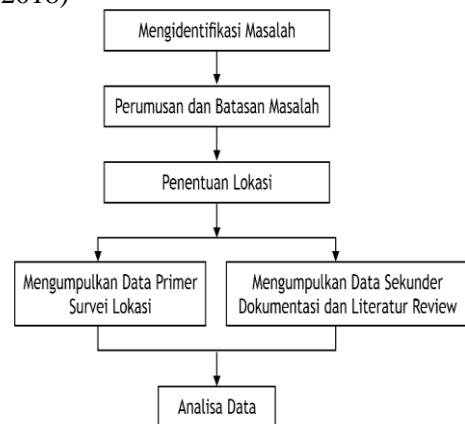 2018)
Mengidentifikasi Masalah
Perumusan dan Batasan Masalah
Penentuan Lokasi
Mengumpulkan Data Primer
Survei Lokasi
Mengumpulkan Data Sekunder
Dokumentasi dan Literatur Review
Analisa Data